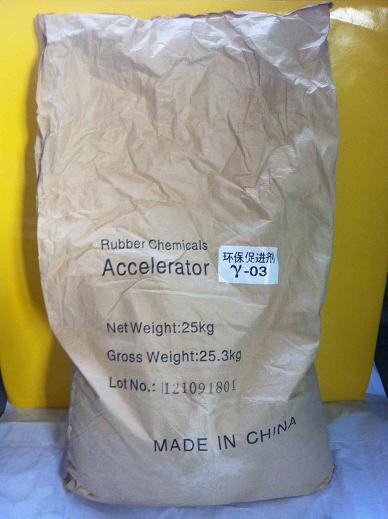 Rubber Chemicals
Accelerator
环保促进剂
γ-03
Net Weight:25kg
Gross Weight:25.3kg
Lot No.: 121091801
MADE IN CHINA